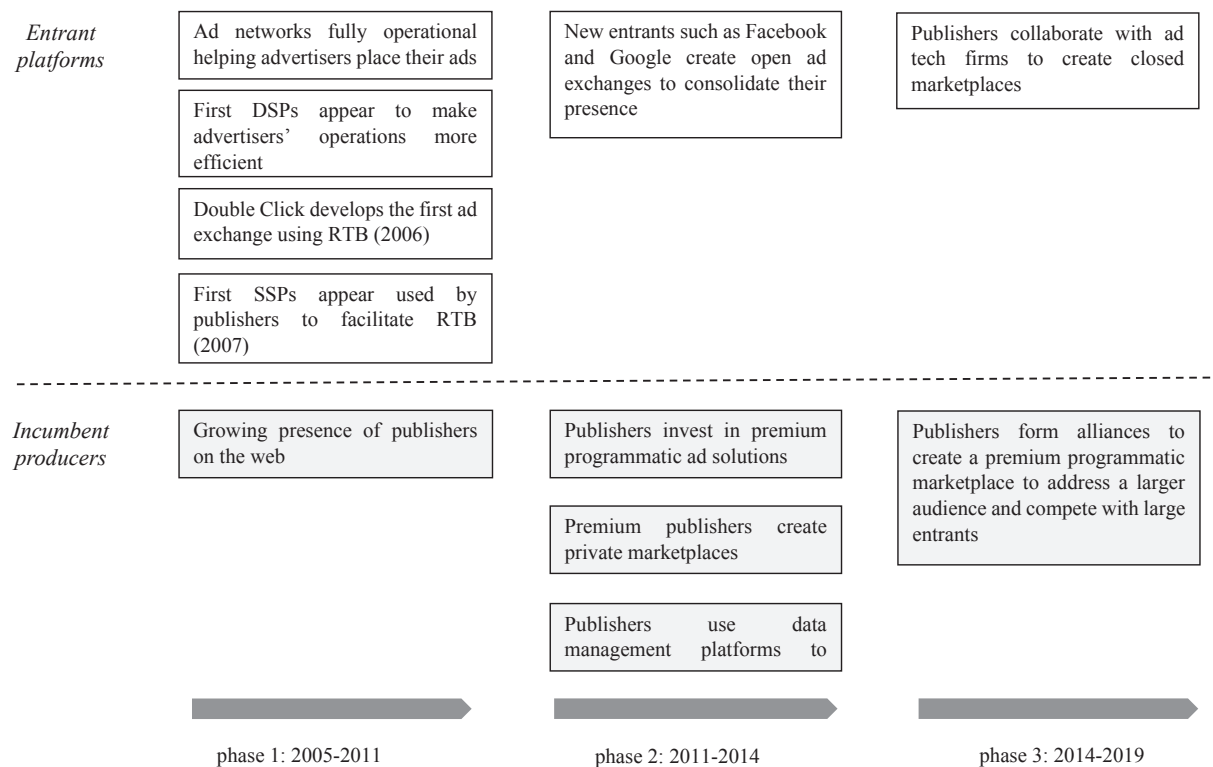 Entrant
platforms
Ad networks fully operational
helping advertisers place their ads
First DSPs appear to make
advertisers' operations more
efficient
Double Click develops the first ad
exchange using RTB (2006)
First SSPs appear used by
publishers to facilitate RTB
(2007)
New entrants such as Facebook
and Google create open ad
exchanges to consolidate their
presence
Publishers collaborate with ad
tech firms to create closed
marketplaces
Incumbent
producers
Growing presence of publishers
on the web
Publishers invest in premium
programmatic ad solutions
Premium publishers create
private marketplaces
Publishers use data
management platforms to
Publishers form alliances to
create a premium programmatic
marketplace to address a larger
audience and compete with large
entrants
phase 1: 2005-2011
phase 2: 2011-2014
phase 3: 2014-2019